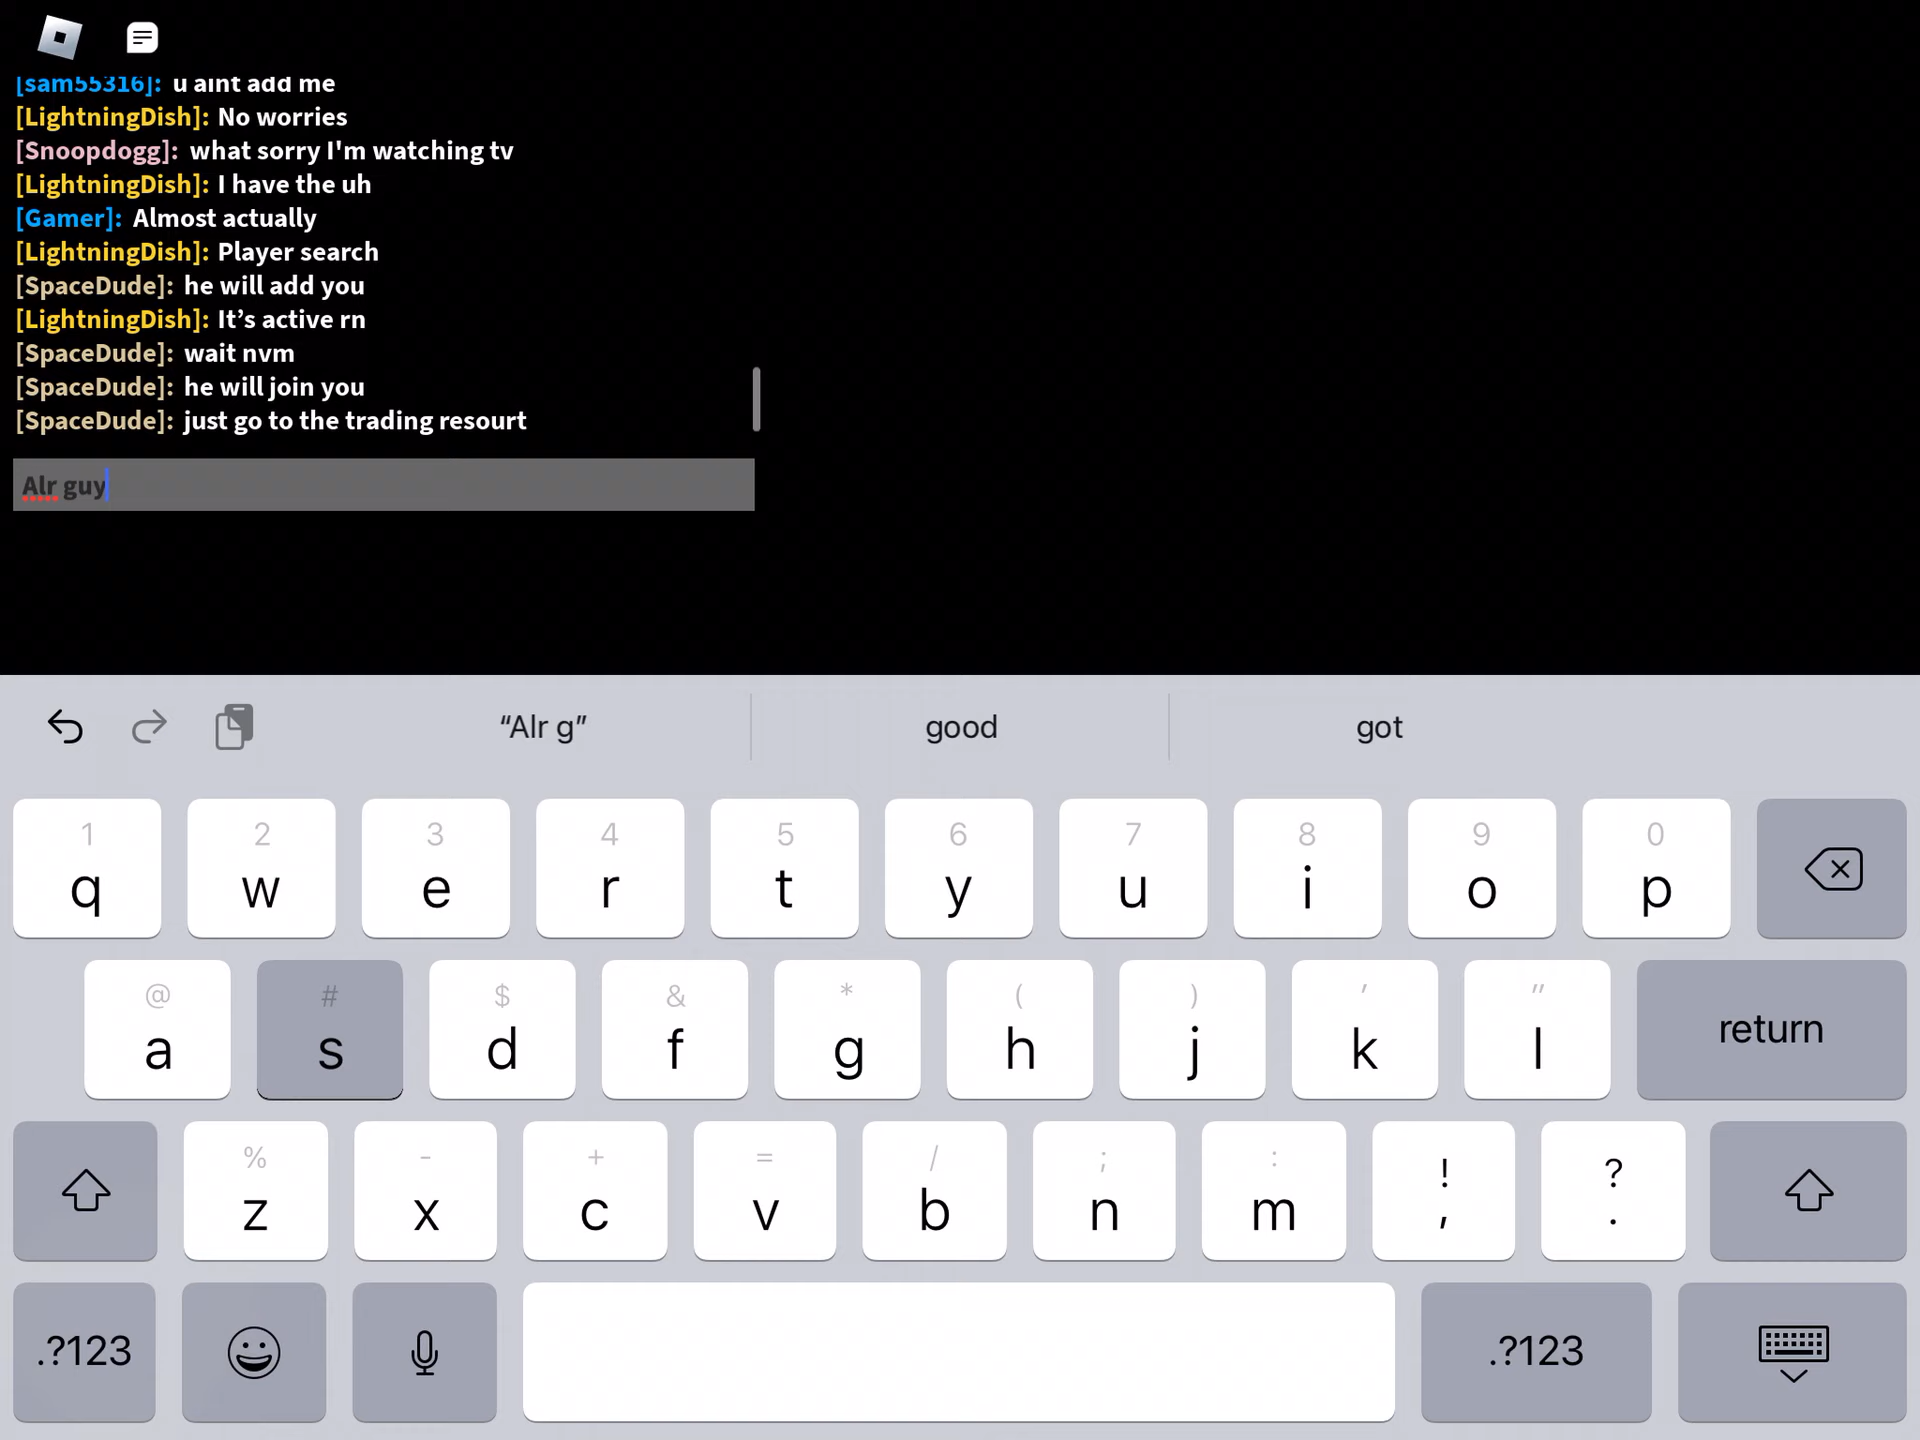 [sam55316]: u aint add me
[LightningDish]: No worries
[Snoopdogg]: what sorry I'm watching tv
[LightningDish]: I have the uh
[Gamer]: Almost actually
[LightningDish]: Player search
[SpaceDude]: he will add you
[LightningDish]: It’s active rn
[SpaceDude]: wait nvm
[SpaceDude]: he will join you
[SpaceDude]: just go to the trading resourt
Alr guy
“Alr g” good got
1 2 3 4 5 6 7 8 9 0
q w e r t y u i o p
@ # $ & * ( ) ' "
a s d f g h j k l return
% - + = / ; : ! ?
z x c v b n m , .
.?123 .?123